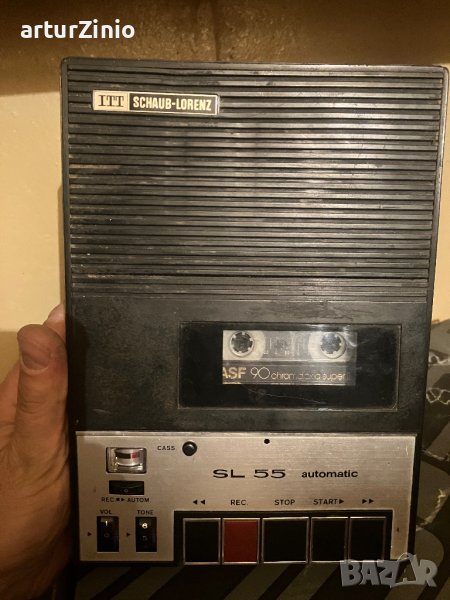 arturZinio
ITT SCHAUB-LORENZ
ASF 90 chromdioxid super
CASS
SL 55 automatic
REC ◄► AUTOM
◄◄ REC. STOP START► ►►
VOL TONE
BAZAR